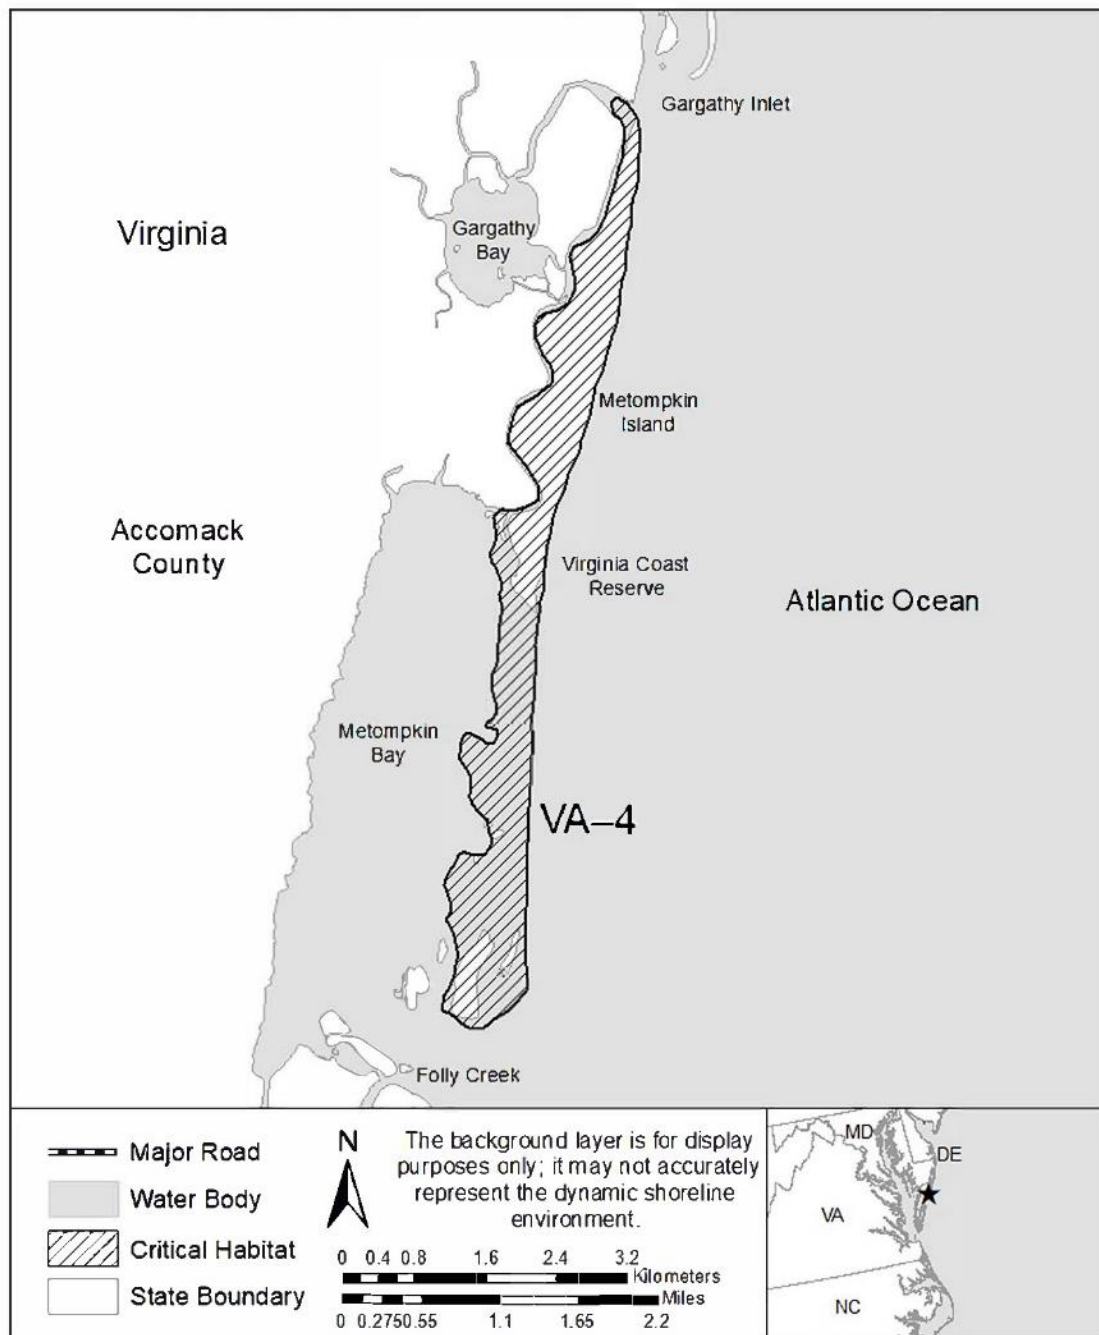 Gargathy Inlet
Virginia
Gargathy
Bay
Metompkin
Island
Accomack
County
Virginia Coast
Reserve
Atlantic Ocean
Metompkin
Bay
VA–4
Folly Creek
Major Road
Water Body
Critical Habitat
State Boundary
N
The background layer is for display
purposes only; it may not accurately
represent the dynamic shoreline
environment.
0 0.4 0.8 1.6 2.4 3.2
Kilometers
Miles
0 0.275 0.55 1.1 1.65 2.2
MD
DE
VA
NC